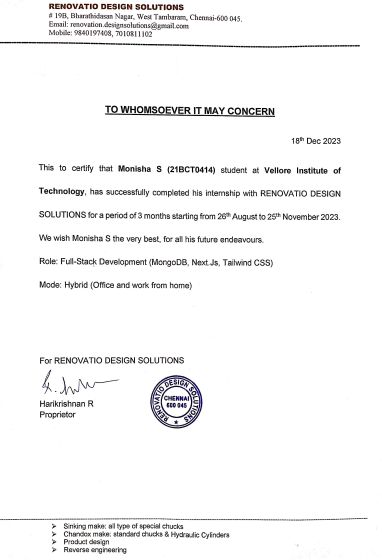 RENOVATIO DESIGN SOLUTIONS
# 19B, Bharathidasan Nagar, West Tambaram, Chennai-600 045.
Email: renovation.designsolutions@gmail.com
Mobile: 9840197408, 7010811102
TO WHOMSOEVER IT MAY CONCERN
18th Dec 2023
This to certify that Monisha S (21BCT0414) student at Vellore Institute of
Technology, has successfully completed his internship with RENOVATIO DESIGN
SOLUTIONS for a period of 3 months starting from 26th August to 25th November 2023.
We wish Monisha S the very best, for all his future endeavours.
Role: Full-Stack Development (MongoDB, Next.Js, Tailwind CSS)
Mode: Hybrid (Office and work from home)
For RENOVATIO DESIGN SOLUTIONS
Harikrishnan R
Proprietor
RENOVATIO DESIGN SOLUTIONS
CHENNAI
600 045
➢ Sinking make: all type of special chucks
➢ Chandox make: standard chucks & Hydraulic Cylinders
➢ Product design
➢ Reverse engineering